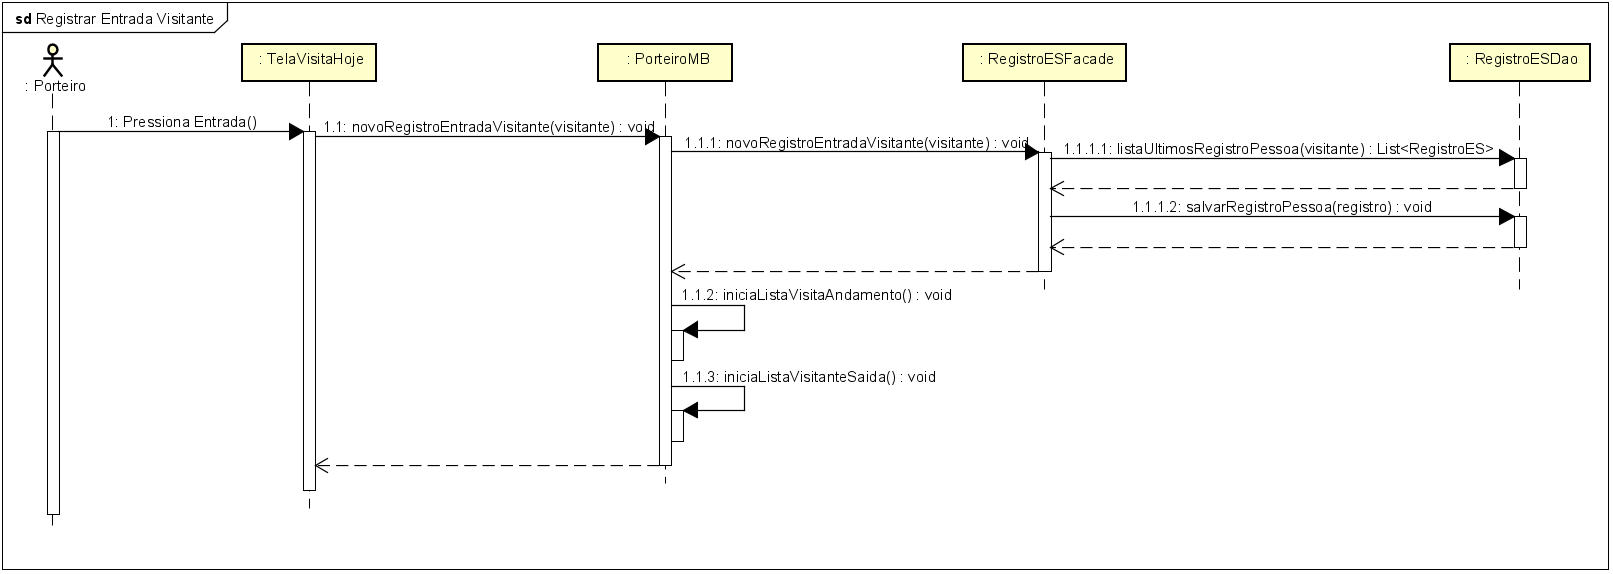 sd Registrar Entrada Visitante
: Porteiro
: TelaVisitaHoje
: PorteiroMB
: RegistroESFacade
: RegistroESDao
1: Pressiona Entrada()
1.1: novoRegistroEntradaVisitante(visitante) : void
1.1.1: novoRegistroEntradaVisitante(visitante) : void
1.1.1.1: listaUltimosRegistroPessoa(visitante) : List<RegistroES>
1.1.1.2: salvarRegistroPessoa(registro) : void
1.1.2: iniciaListaVisitaAndamento() : void
1.1.3: iniciaListaVisitanteSaida() : void